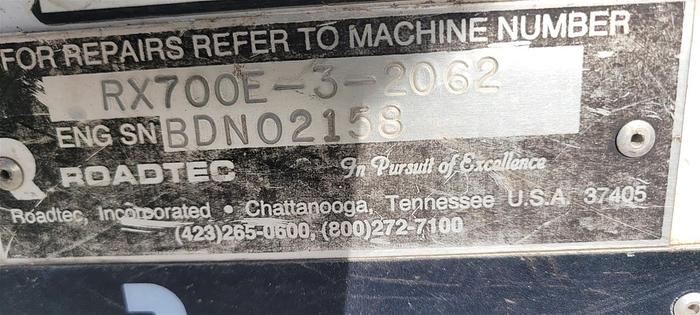 FOR REPAIRS REFER TO MACHINE NUMBER
RX700E-3-2062
ENG SN BDN02158
ROADTEC In Pursuit of Excellence
Roadtec, Incorporated • Chattanooga, Tennessee U.S.A. 37405
(423)265-0600, (800)272-7100